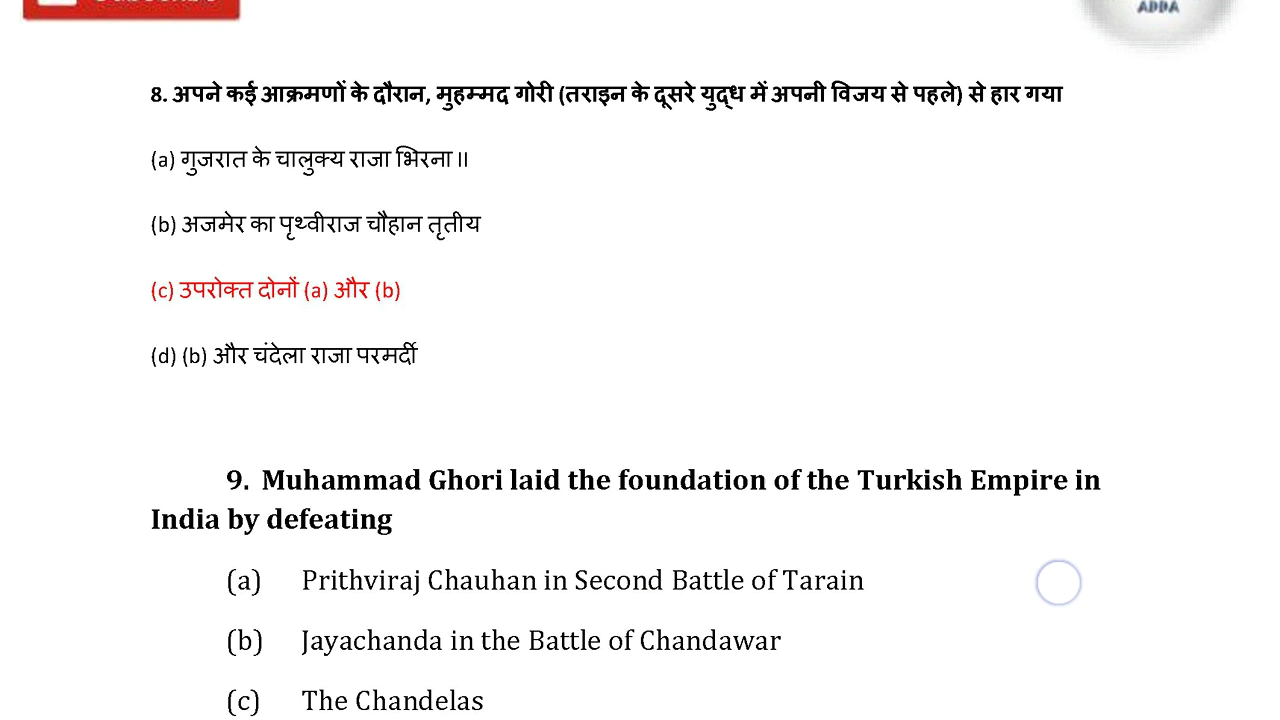 ADDA
8. अपने कई आक्रमणों के दौरान, मुहम्मद गोरी (तराइन के दूसरे युद्ध में अपनी विजय से पहले) से हार गया
(a) गुजरात के चालुक्य राजा भिरना II
(b) अजमेर का पृथ्वीराज चौहान तृतीय
(c) उपरोक्त दोनों (a) और (b)
(d) (b) और चंदेला राजा परमर्दी
9. Muhammad Ghori laid the foundation of the Turkish Empire in
India by defeating
(a) Prithviraj Chauhan in Second Battle of Tarain
(b) Jayachanda in the Battle of Chandawar
(c) The Chandelas